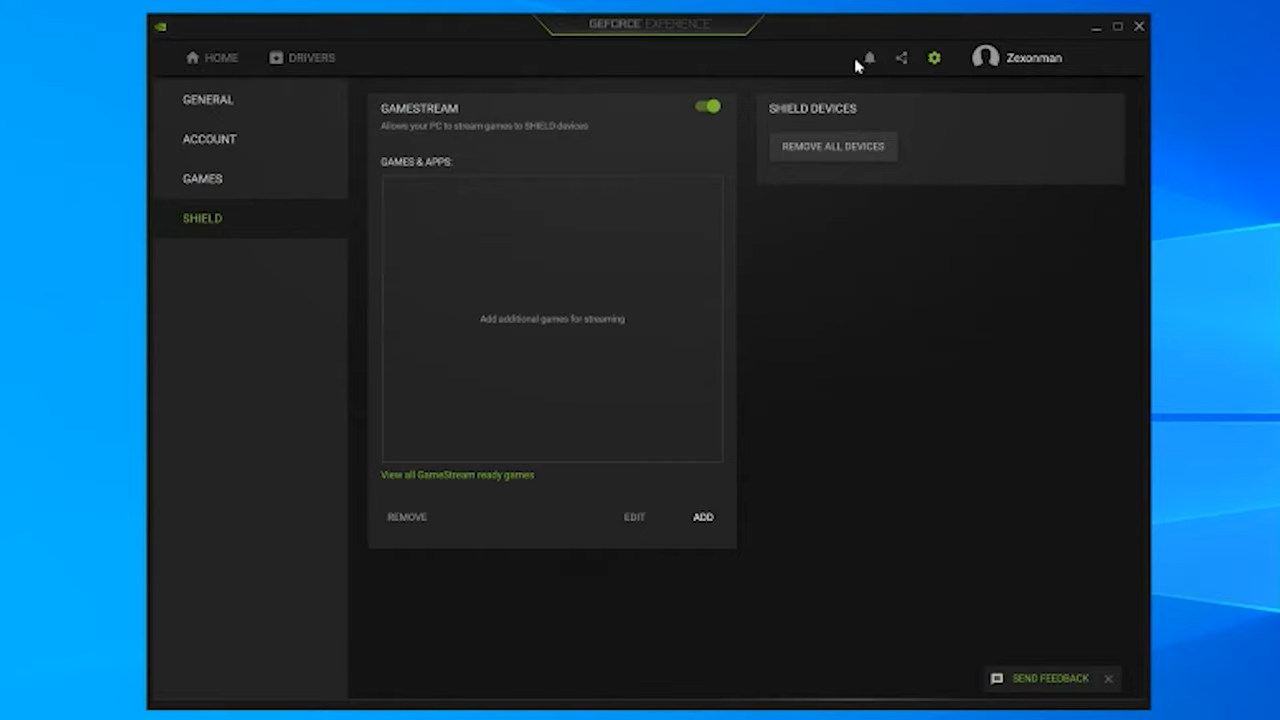 GEFORCE EXPERIENCE
HOME
DRIVERS
Zexonman
GENERAL
ACCOUNT
GAMES
SHIELD
GAMESTREAM
Allows your PC to stream games to SHIELD devices
GAMES & APPS:
Add additional games for streaming
View all GameStream ready games
REMOVE
EDIT
ADD
SHIELD DEVICES
REMOVE ALL DEVICES
SEND FEEDBACK